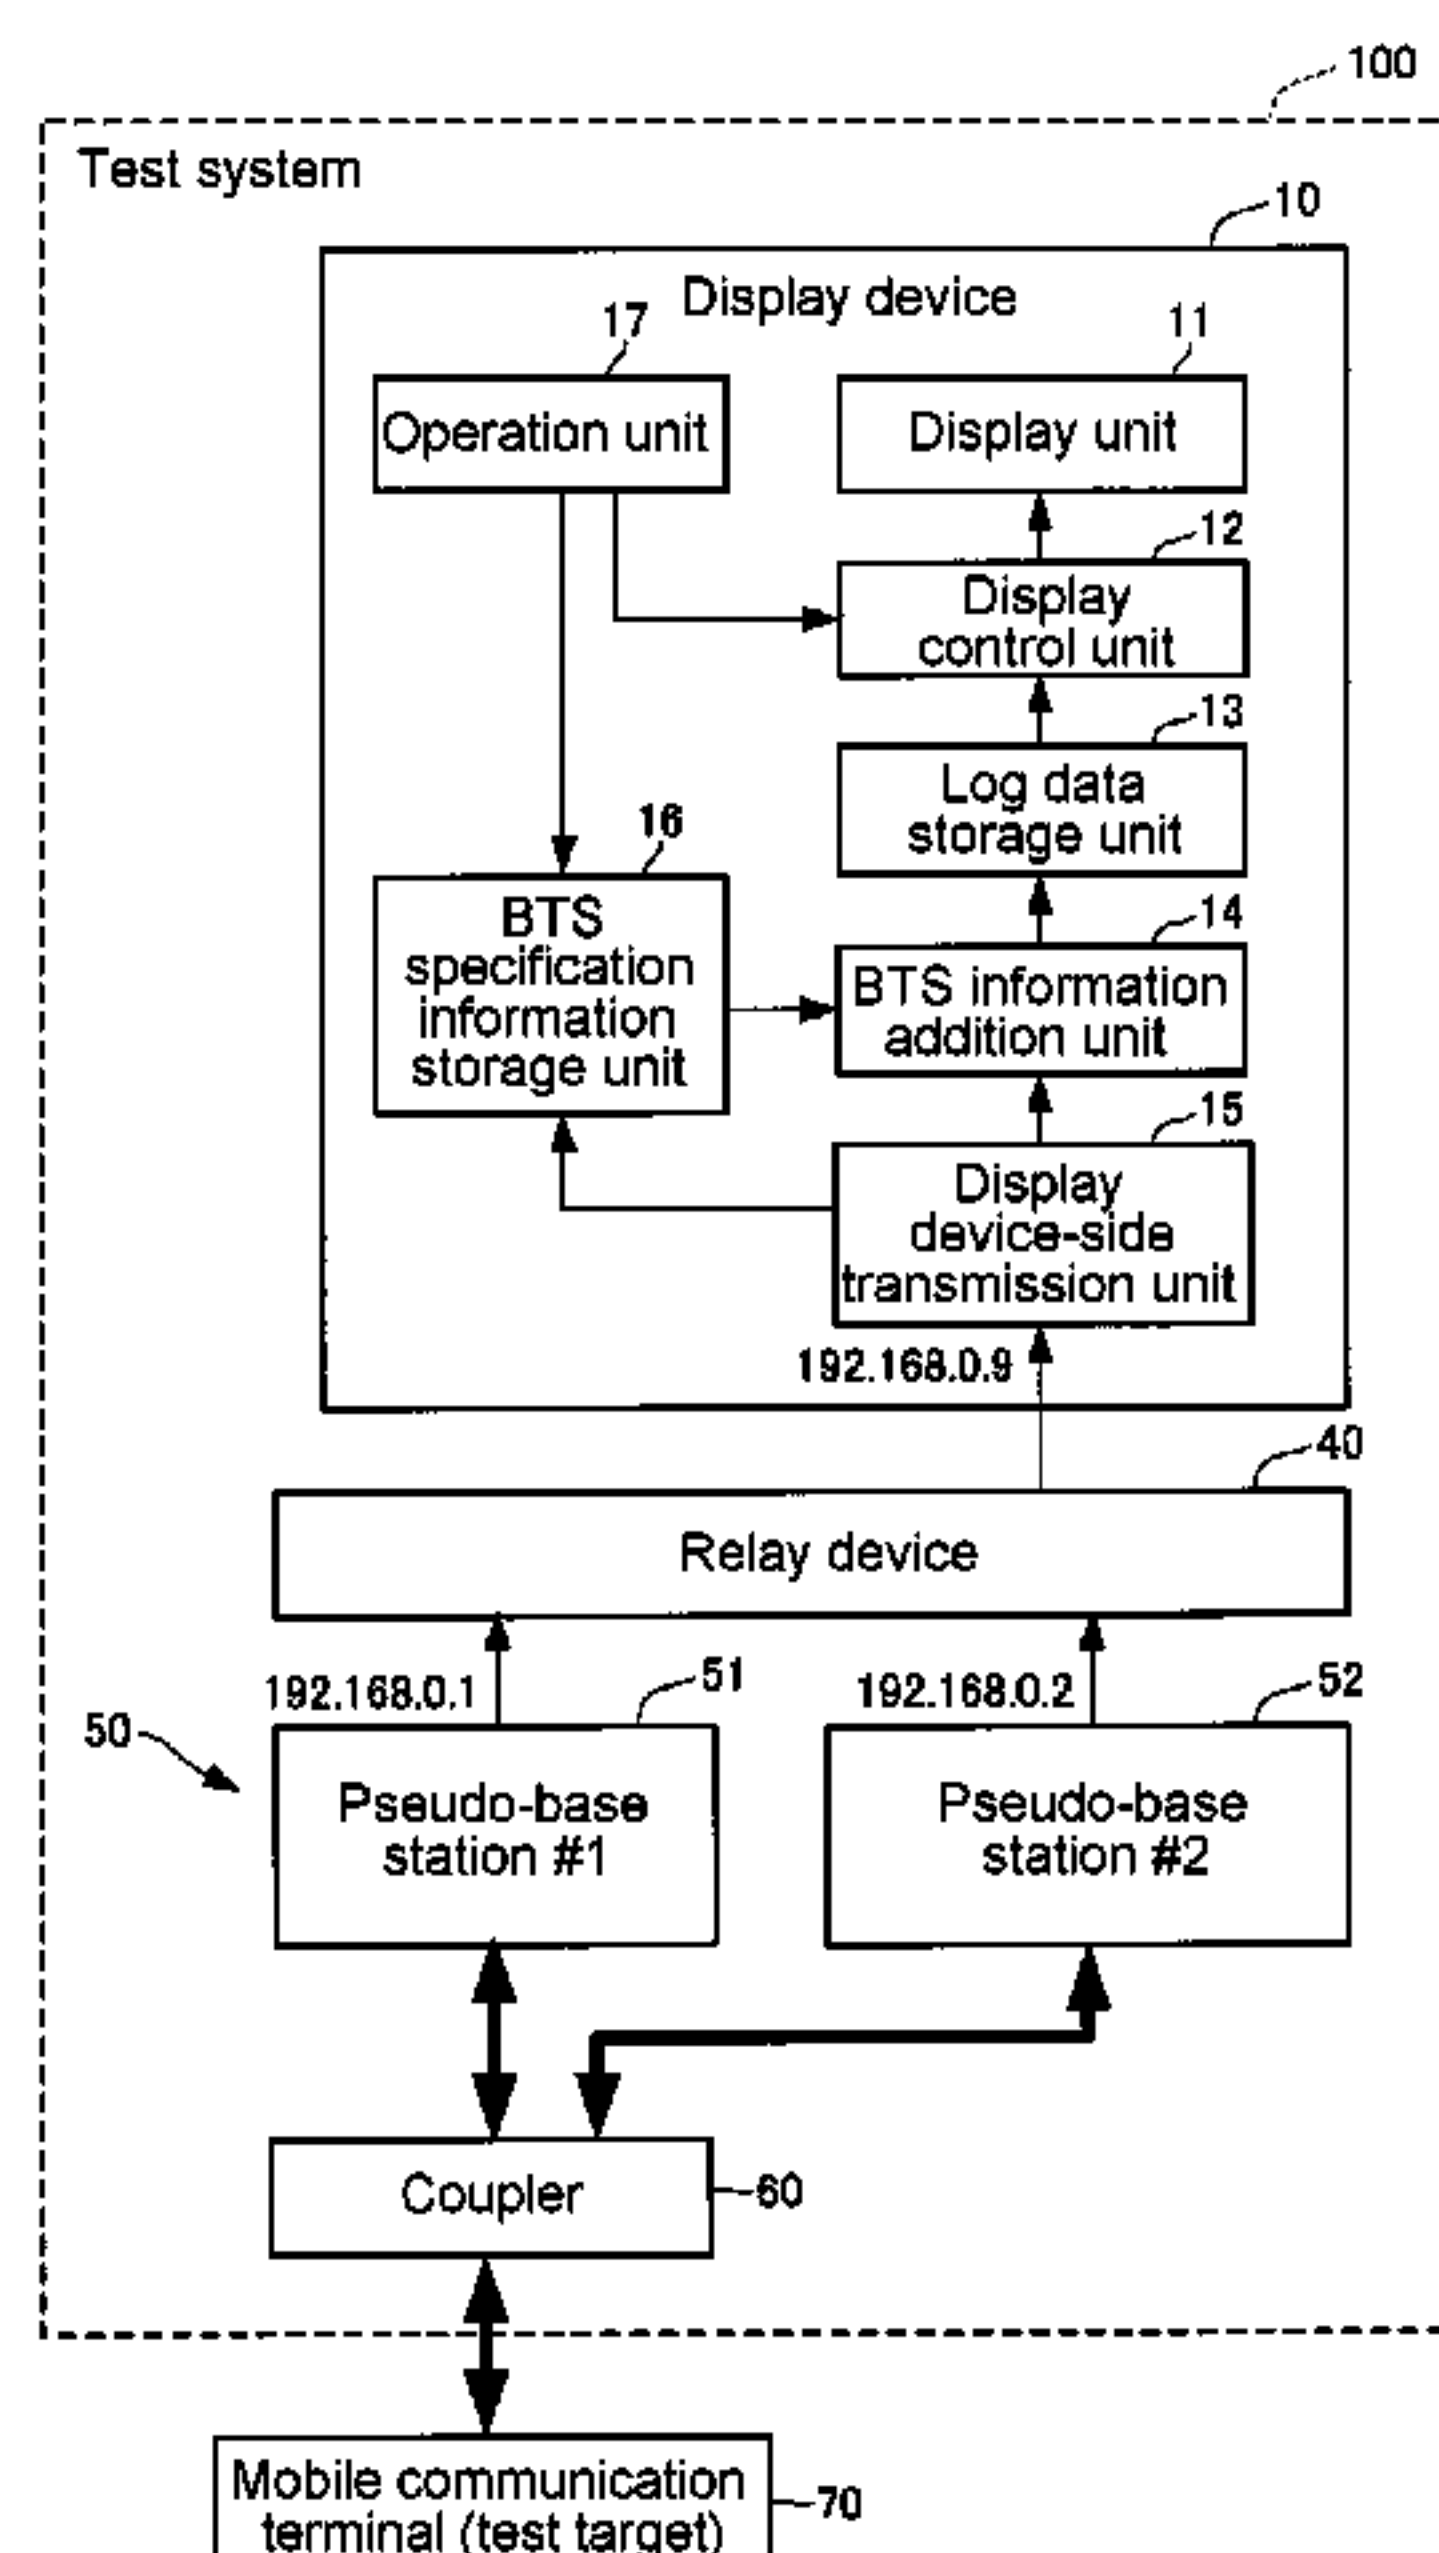 100
Test system
10
Display device
17
11
Operation unit
Display unit
12
Display
control unit
13
Log data
storage unit
16
BTS
specification
information
storage unit
14
BTS information
addition unit
15
Display
device-side
transmission unit
192.168.0.9
40
Relay device
192.168.0.1
51
192.168.0.2
52
50
Pseudo-base
station #1
Pseudo-base
station #2
Coupler
60
Mobile communication
terminal (test target)
70